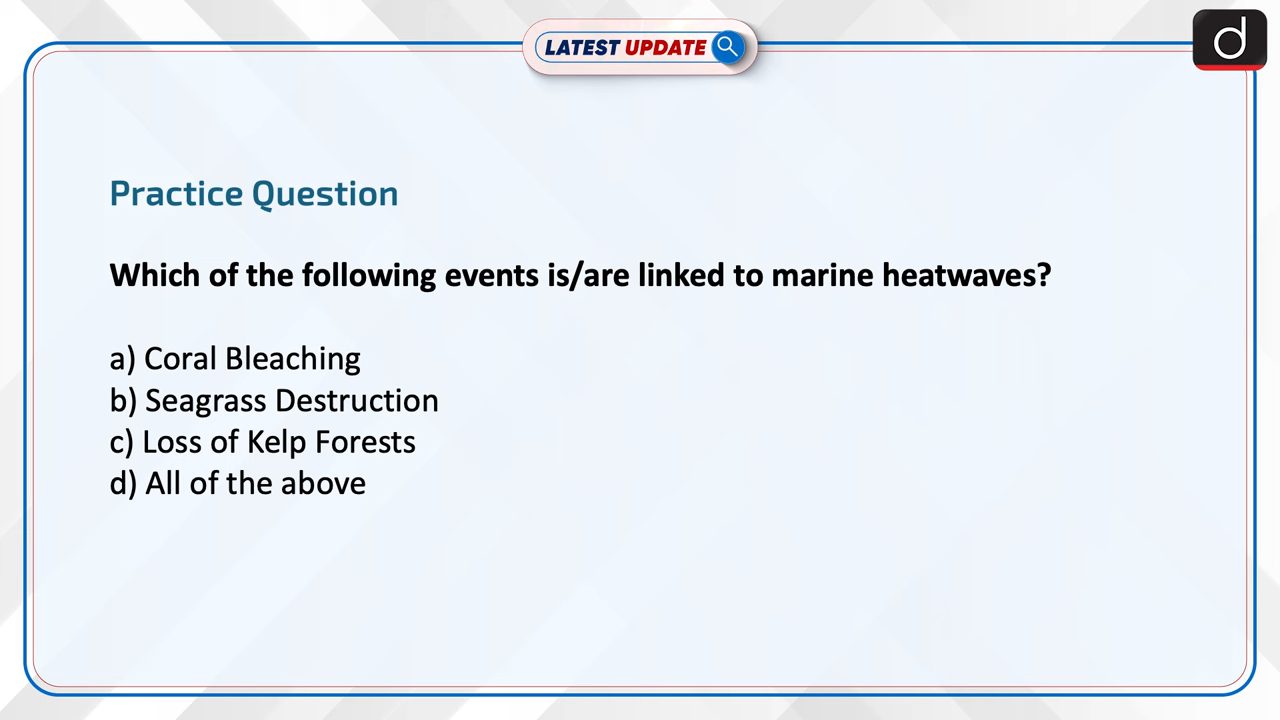 LATEST UPDATE
d
Practice Question
Which of the following events is/are linked to marine heatwaves?
a) Coral Bleaching
b) Seagrass Destruction
c) Loss of Kelp Forests
d) All of the above